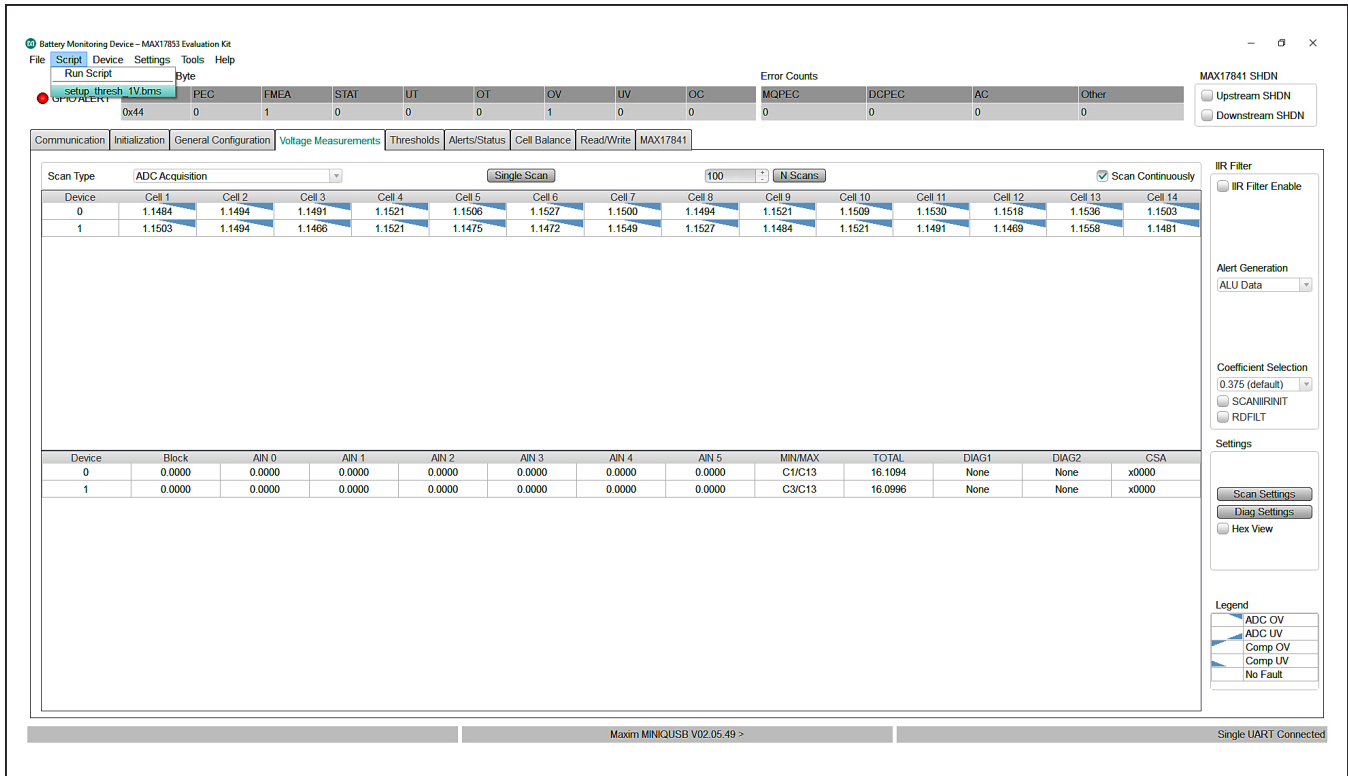 Battery Monitoring Device – MAX17853 Evaluation Kit
File Script Device Settings Tools Help
Run Script
setup_thresh_1V.bms
Byte
Error Counts
MAX17841 SHDN
GPIO ALERT
PEC FMEA STAT UT OT OV UV OC MQPEC DCPEC AC Other
0x44 0 1 0 0 0 1 0 0 0 0 0 0
Upstream SHDN
Downstream SHDN
Communication Initialization General Configuration Voltage Measurements Thresholds Alerts/Status Cell Balance Read/Write MAX17841
Scan Type ADC Acquisition Single Scan 100 N Scans Scan Continuously
Device Cell 1 Cell 2 Cell 3 Cell 4 Cell 5 Cell 6 Cell 7 Cell 8 Cell 9 Cell 10 Cell 11 Cell 12 Cell 13 Cell 14
0 1.1484 1.1494 1.1491 1.1521 1.1506 1.1527 1.1500 1.1494 1.1521 1.1509 1.1530 1.1518 1.1536 1.1503
1 1.1503 1.1494 1.1466 1.1521 1.1475 1.1472 1.1549 1.1527 1.1484 1.1521 1.1491 1.1469 1.1558 1.1481
Device Block AIN 0 AIN 1 AIN 2 AIN 3 AIN 4 AIN 5 MIN/MAX TOTAL DIAG1 DIAG2 CSA
0 0.0000 0.0000 0.0000 0.0000 0.0000 0.0000 0.0000 C1/C13 16.1094 None None x0000
1 0.0000 0.0000 0.0000 0.0000 0.0000 0.0000 0.0000 C3/C13 16.0996 None None x0000
IIR Filter
IIR Filter Enable
Alert Generation
ALU Data
Coefficient Selection
0.375 (default)
SCANIIRINIT
RDFILT
Settings
Scan Settings
Diag Settings
Hex View
Legend
ADC OV
ADC UV
Comp OV
Comp UV
No Fault
Maxim MINIQUSB V02.05.49 >
Single UART Connected